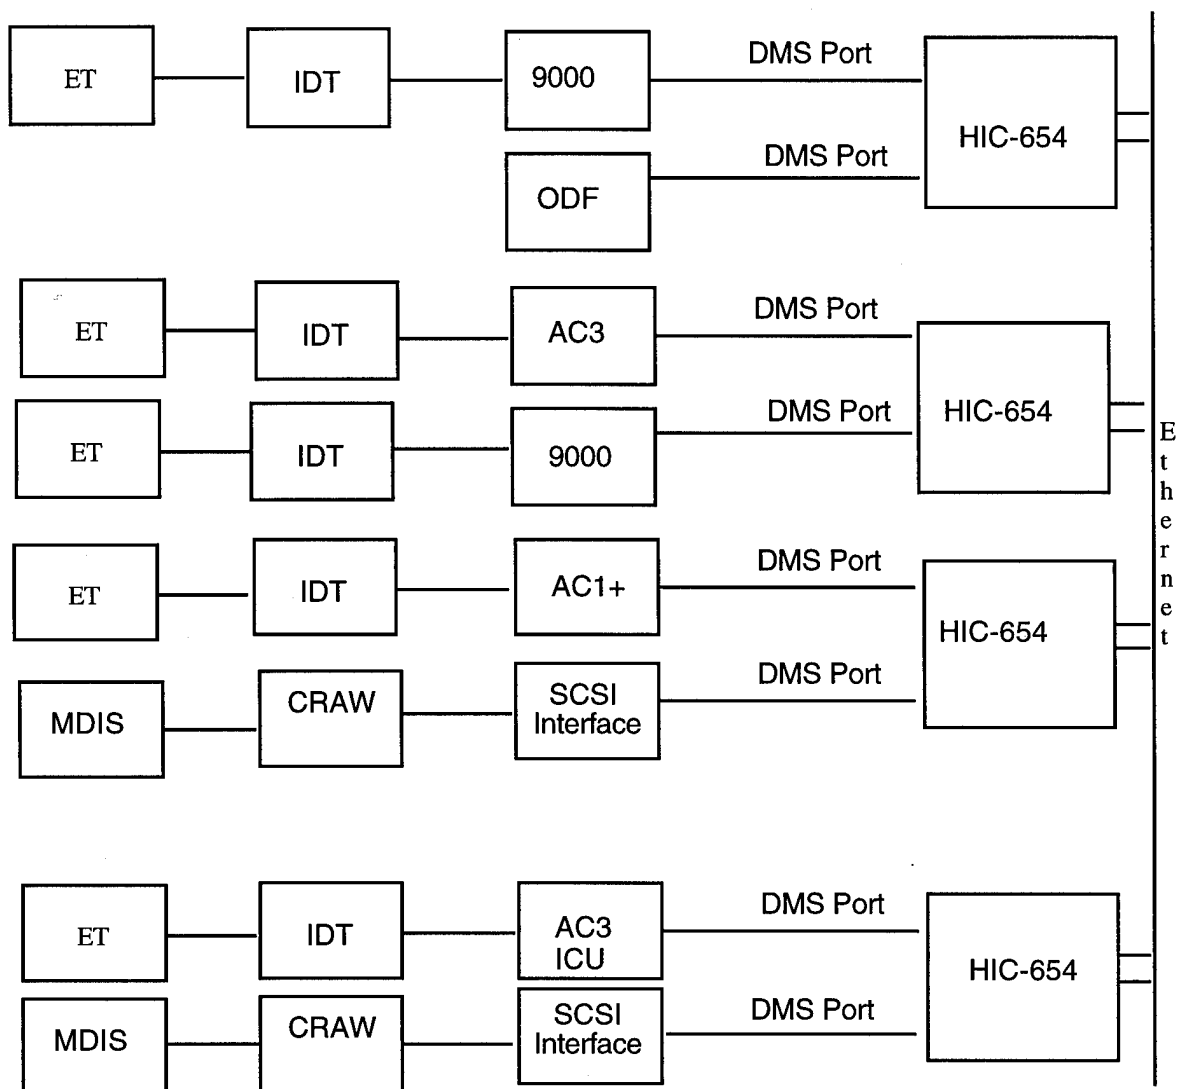 ET IDT 9000 DMS Port HIC-654
ODF DMS Port
ET IDT AC3 DMS Port HIC-654
ET IDT 9000 DMS Port
Ethernet
ET IDT AC1+ DMS Port HIC-654
MDIS CRAW SCSI Interface DMS Port
ET IDT AC3 ICU DMS Port HIC-654
MDIS CRAW SCSI Interface DMS Port